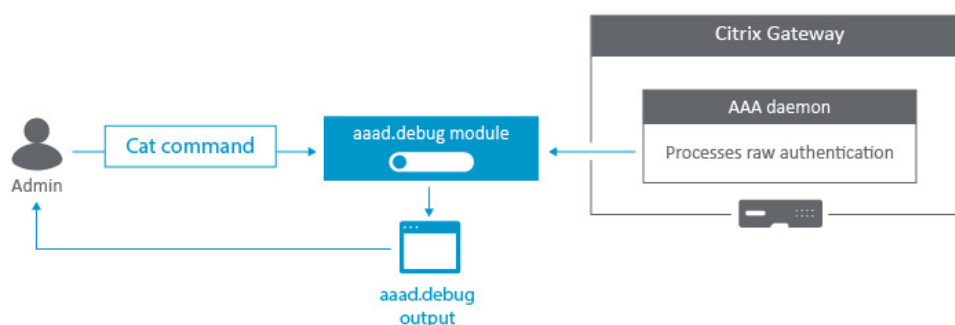 Citrix Gateway
AAA daemon
Processes raw authentication
aaad.debug module
Cat command
Admin
aaad.debug
output